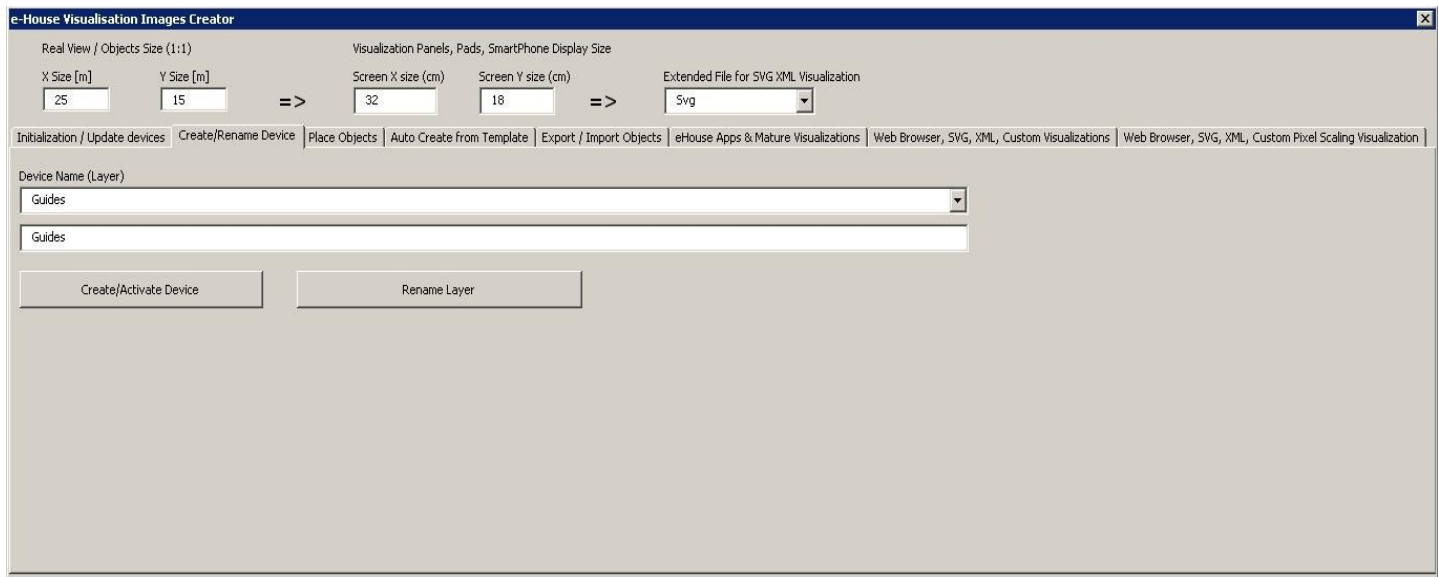 e-House Visualisation Images Creator
Real View / Objects Size (1:1) Visualization Panels, Pads, SmartPhone Display Size
X Size [m] Y Size [m] Screen X size (cm) Screen Y size (cm) Extended File for SVG XML Visualization
25 15 => 32 18 => Svg
Initialization / Update devices Create/Rename Device Place Objects Auto Create from Template Export / Import Objects eHouse Apps & Mature Visualizations Web Browser, SVG, XML, Custom Visualizations Web Browser, SVG, XML, Custom Pixel Scaling Visualization
Device Name (Layer)
Guides
Guides
Create/Activate Device Rename Layer